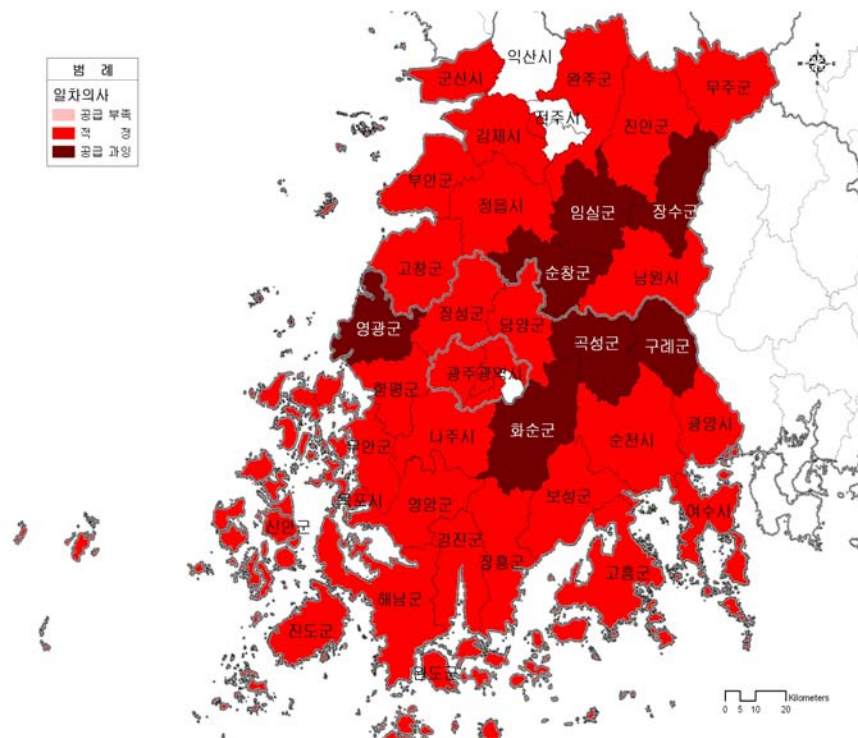 범 례
일차의사
공급 부족
적 정
공급 과잉
N
W E
S
익산시
군산시
완주군
무주군
전주시
진안군
김제시
부안군
정읍시
임실군
장수군
고창군
순창군
남원시
장성군
담양군
영광군
곡성군
구례군
광주광역시
함평군
화순군
광양시
나주시
순천시
무안군
목포시
영암군
보성군
여수시
신안군
강진군
장흥군
고흥군
해남군
진도군
완도군
Kilometers
0 5 10 20